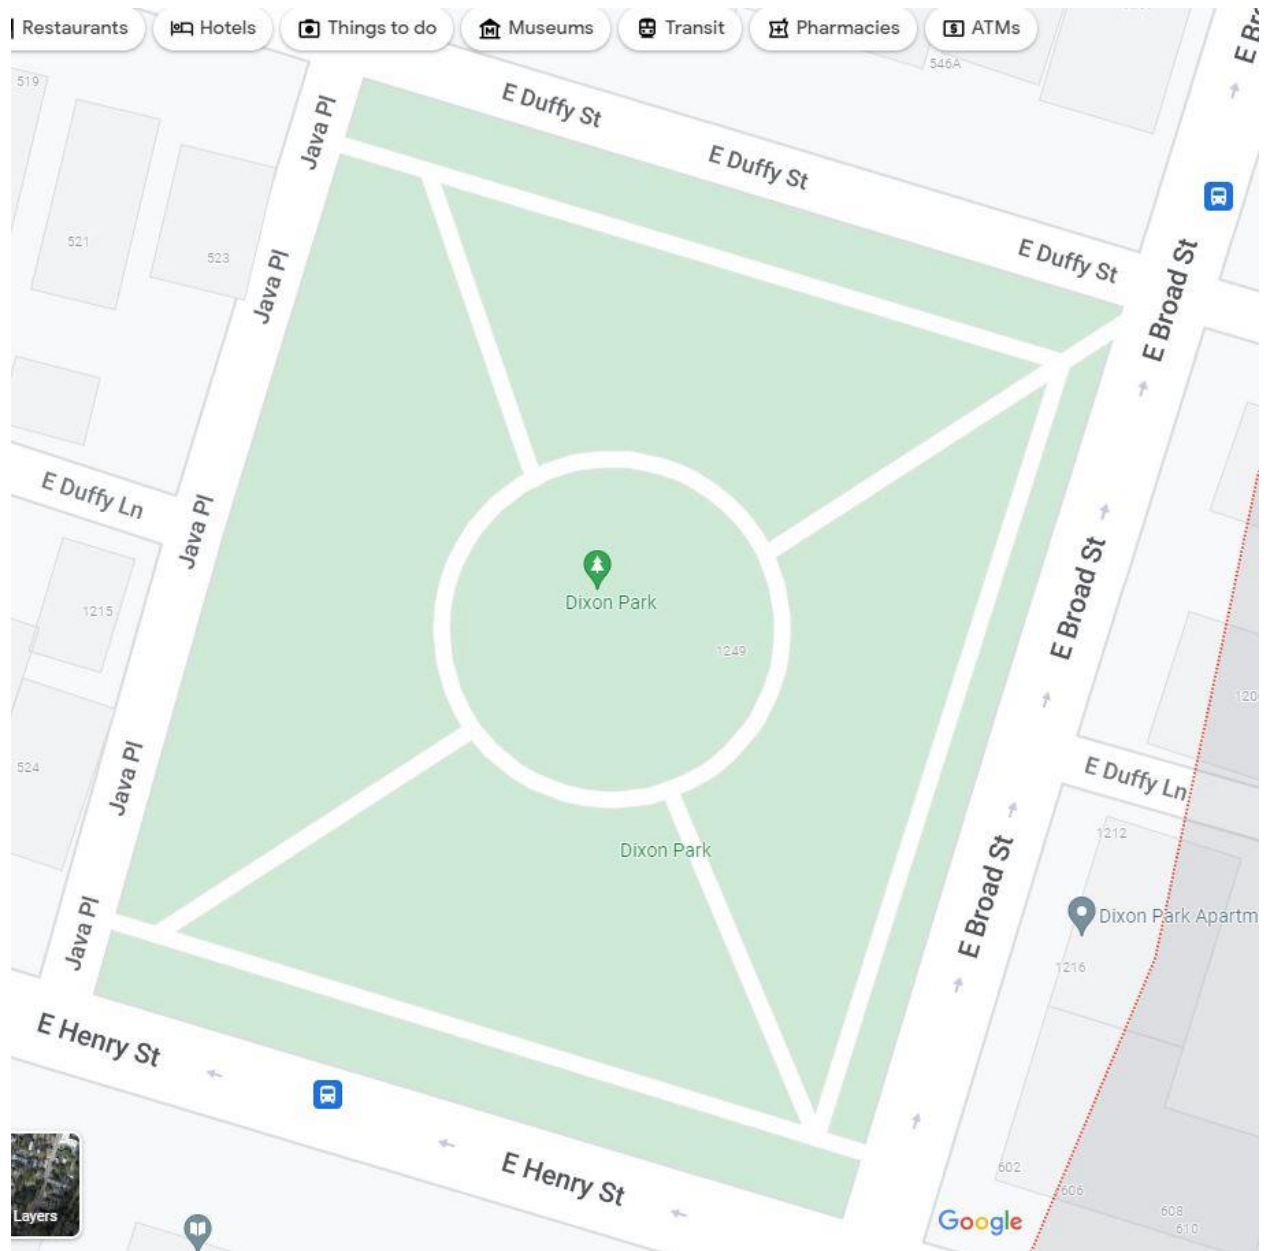 Restaurants
Hotels
Things to do
Museums
Transit
Pharmacies
ATMs
E Duffy St
E Duffy St
E Duffy St
Java Pl
Java Pl
Java Pl
Java Pl
Java Pl
E Broad St
E Broad St
E Broad St
546A
519
521
523
E Duffy Ln
1215
524
Dixon Park
1249
Dixon Park
E Duffy Ln
1212
Dixon Park Apartm
1216
E Henry St
E Henry St
602
606
608
610
Layers
Google